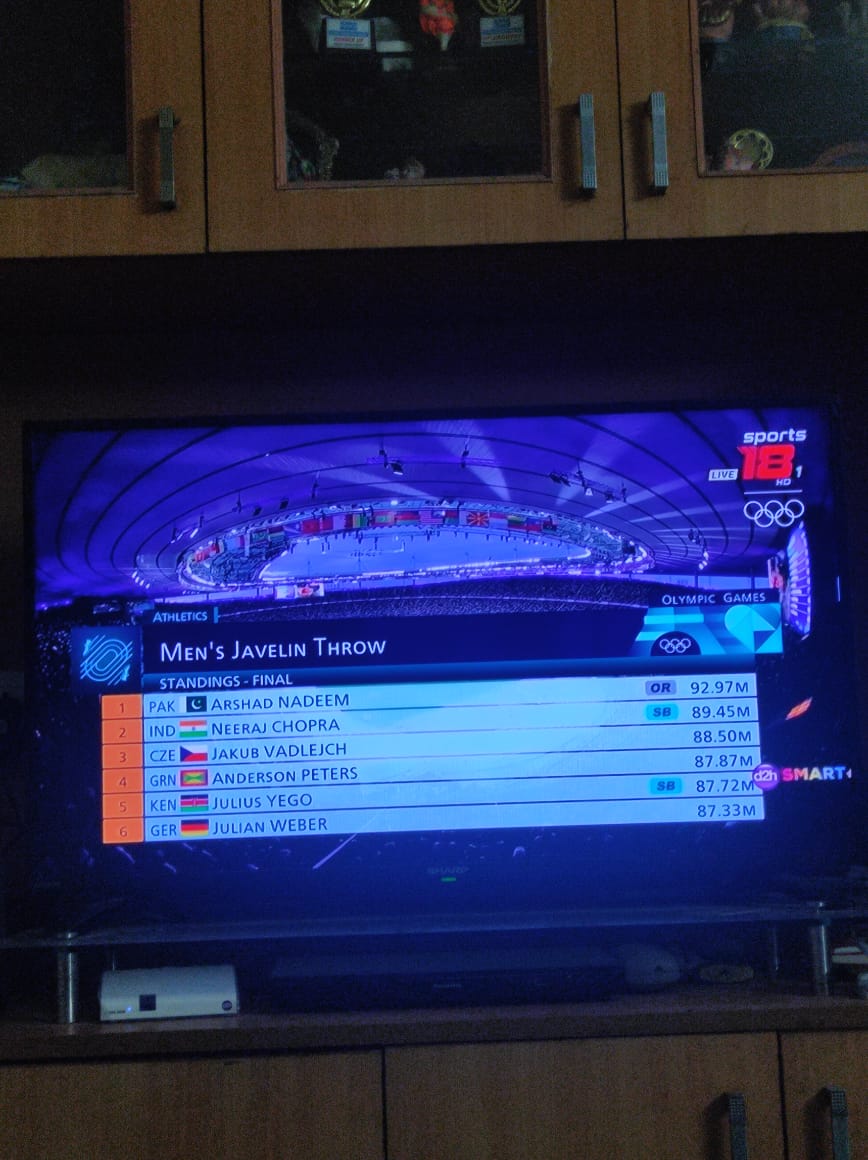 sports
LIVE 18 1
HD
OLYMPIC GAMES
ATHLETICS
MEN'S JAVELIN THROW
STANDINGS - FINAL
1 PAK ARSHAD NADEEM OR 92.97M
2 IND NEERAJ CHOPRA SB 89.45M
3 CZE JAKUB VADLEJCH 88.50M
4 GRN ANDERSON PETERS 87.87M
5 KEN JULIUS YEGO SB 87.72M
6 GER JULIAN WEBER 87.33M
d2h SMART+
SHARP